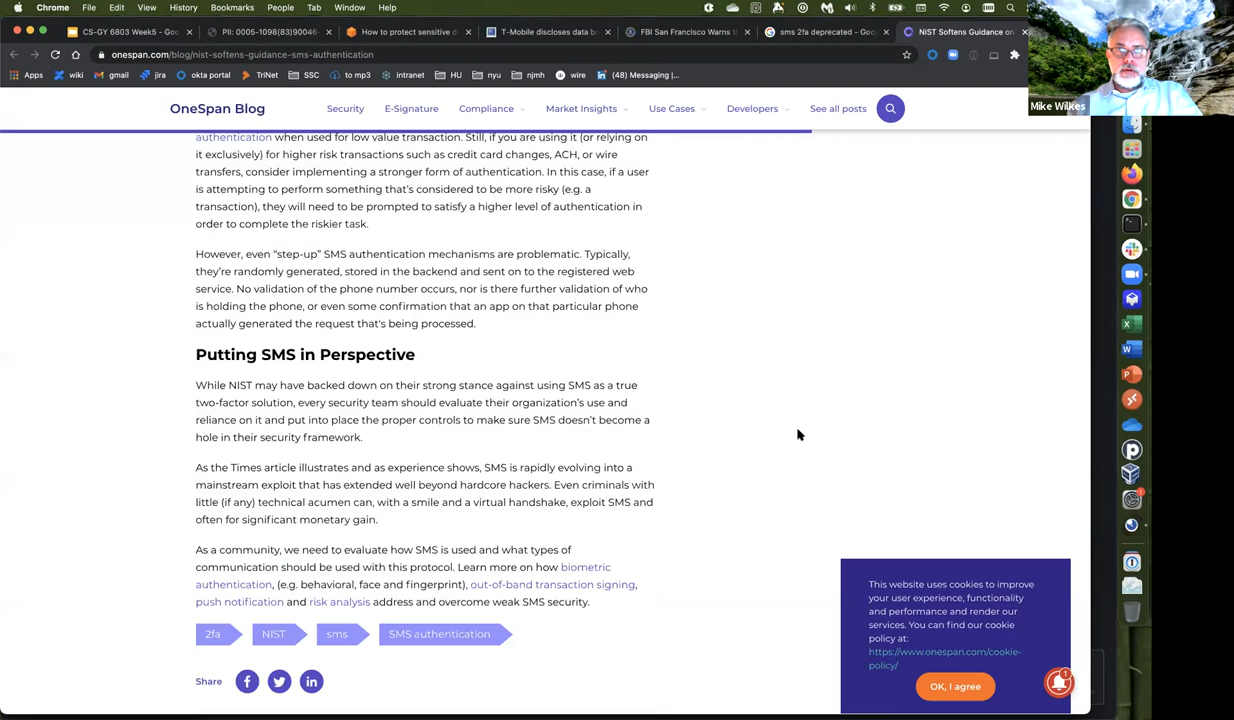 Chrome File Edit View History Bookmarks People Tab Window Help
CS-GY 6803 Week5 - Goo
PII: 0005-1098(83)90046-
How to protect sensitive d
T-Mobile discloses data br
FBI San Francisco Warns t
sms 2fa deprecated - Goo
NIST Softens Guidance on
onespan.com/blog/nist-softens-guidance-sms-authentication
Apps wiki gmail jira okta portal TriNet SSC to mp3 intranet HU nyu njmh wire (48) Messaging |...
Mike Wilkes
OneSpan Blog
Security E-Signature Compliance Market Insights Use Cases Developers See all posts
authentication when used for low value transaction. Still, if you are using it (or relying on
it exclusively) for higher risk transactions such as credit card changes, ACH, or wire
transfers, consider implementing a stronger form of authentication. In this case, if a user
is attempting to perform something that's considered to be more risky (e.g. a
transaction), they will need to be prompted to satisfy a higher level of authentication in
order to complete the riskier task.
However, even "step-up" SMS authentication mechanisms are problematic. Typically,
they're randomly generated, stored in the backend and sent on to the registered web
service. No validation of the phone number occurs, nor is there further validation of who
is holding the phone, or even some confirmation that an app on that particular phone
actually generated the request that's being processed.
Putting SMS in Perspective
While NIST may have backed down on their strong stance against using SMS as a true
two-factor solution, every security team should evaluate their organization's use and
reliance on it and put into place the proper controls to make sure SMS doesn't become a
hole in their security framework.
As the Times article illustrates and as experience shows, SMS is rapidly evolving into a
mainstream exploit that has extended well beyond hardcore hackers. Even criminals with
little (if any) technical acumen can, with a smile and a virtual handshake, exploit SMS and
often for significant monetary gain.
As a community, we need to evaluate how SMS is used and what types of
communication should be used with this protocol. Learn more on how biometric
authentication, (e.g. behavioral, face and fingerprint), out-of-band transaction signing,
push notification and risk analysis address and overcome weak SMS security.
2fa NIST sms SMS authentication
Share
This website uses cookies to improve
your user experience, functionality
and performance and render our
services. You can find our cookie
policy at:
https://www.onespan.com/cookie-
policy/
OK, I agree